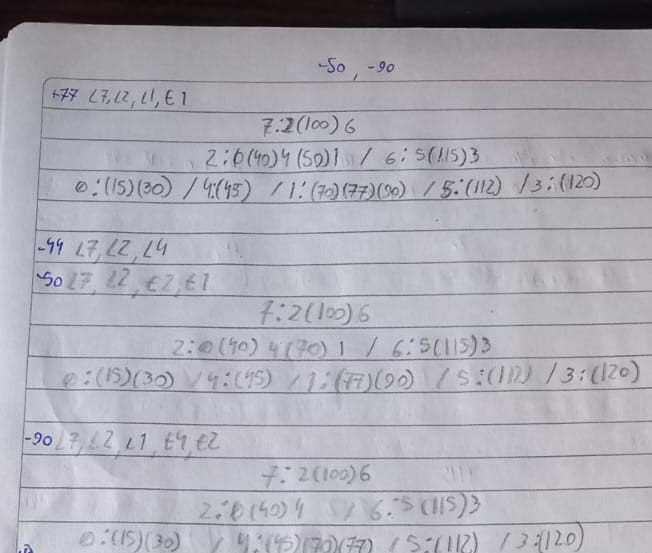 -50, -90
+77 L7, L2, L1, E1
7:2(100)6
2:0(40)4(50)1 / 6:5(115)3
0:(15)(30) / 4:(45) / 1:(70)(77)(90) / 5:(112) / 3:(120)
-44 L7, L2, L4
-50 L7, L2, E2, E1
7:2(100)6
2:0(40)4(70)1 / 6:5(115)3
0:(15)(30) / 4:(45) / 1:(77)(90) / 5:(112) / 3:(120)
-90 L7, L2, L1, E4, E2
7:2(100)6
2:0(40)4 / 6:5(115)3
0:(15)(30) / 4:(45)(70)(77) / 5:(112) / 3:(120)